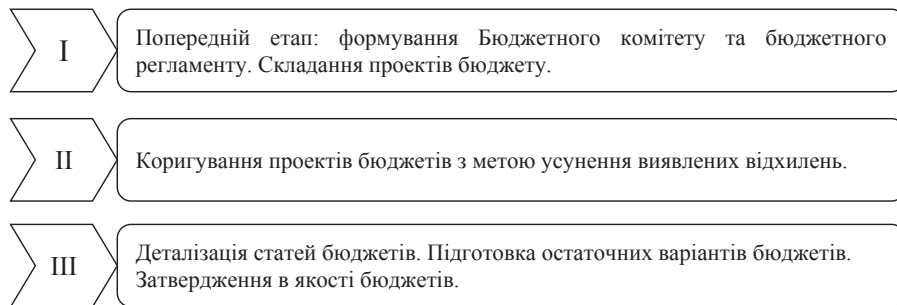 I
Попередній етап: формування Бюджетного комітету та бюджетного
регламенту. Складання проектів бюджету.
II
Коригування проектів бюджетів з метою усунення виявлених відхилень.
III
Деталізація статей бюджетів. Підготовка остаточних варіантів бюджетів.
Затвердження в якості бюджетів.